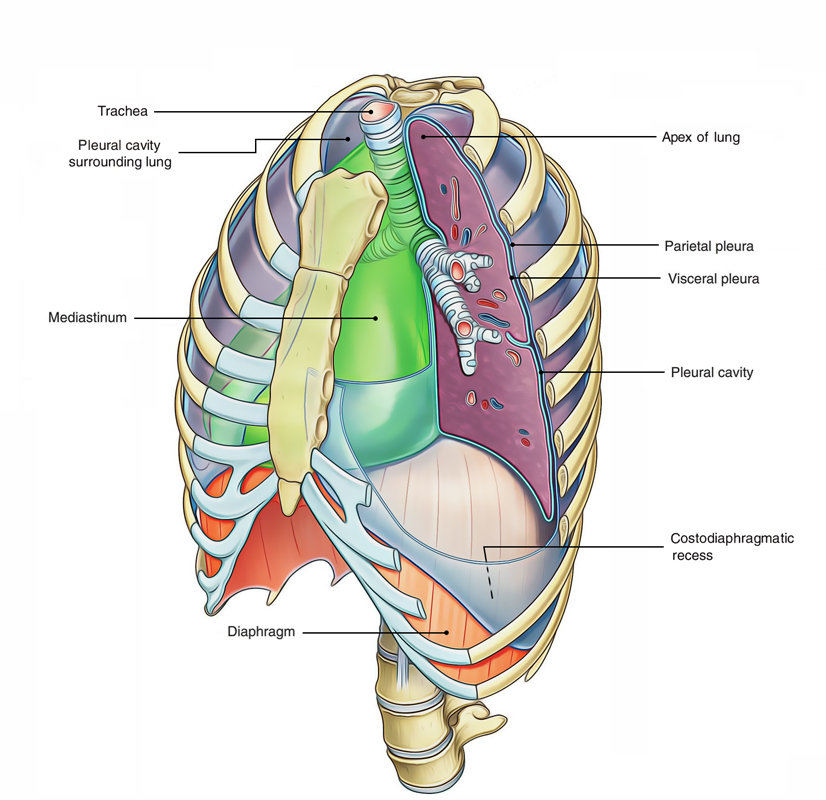 Trachea
Pleural cavity
surrounding lung
Apex of lung
Parietal pleura
Visceral pleura
Mediastinum
Pleural cavity
Costodiaphragmatic
recess
Diaphragm